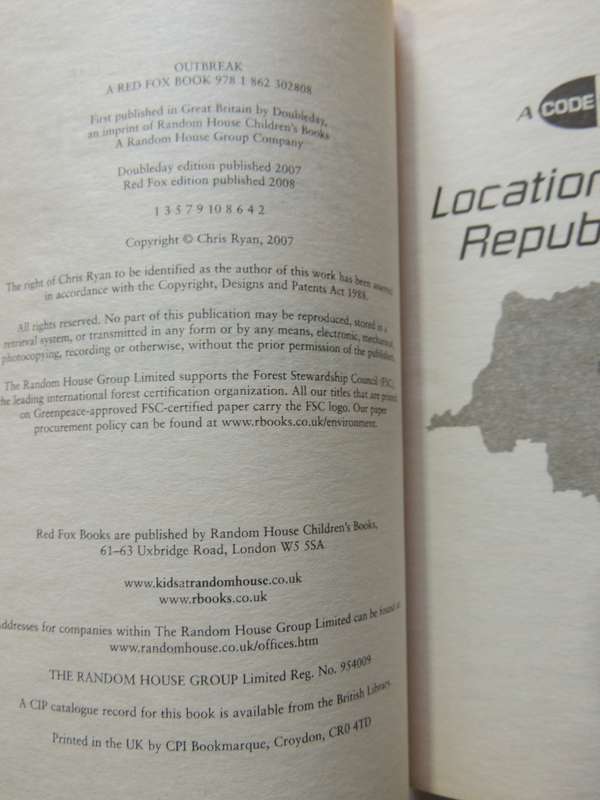 OUTBREAK
A RED FOX BOOK 978 1 862 302808
First published in Great Britain by Doubleday,
an imprint of Random House Children's Books
A Random House Group Company
Doubleday edition published 2007
Red Fox edition published 2008
1 3 5 7 9 10 8 6 4 2
Copyright © Chris Ryan, 2007
The right of Chris Ryan to be identified as the author of this work has been asserted
in accordance with the Copyright, Designs and Patents Act 1988.
All rights reserved. No part of this publication may be reproduced, stored in a
retrieval system, or transmitted in any form or by any means, electronic, mechanical,
photocopying, recording or otherwise, without the prior permission of the publishers.
The Random House Group Limited supports the Forest Stewardship Council (FSC),
the leading international forest certification organization. All our titles that are printed
on Greenpeace-approved FSC-certified paper carry the FSC logo. Our paper
procurement policy can be found at www.rbooks.co.uk/environment.
Red Fox Books are published by Random House Children's Books,
61–63 Uxbridge Road, London W5 5SA
www.kidsatrandomhouse.co.uk
www.rbooks.co.uk
Addresses for companies within The Random House Group Limited can be found at:
www.randomhouse.co.uk/offices.htm
THE RANDOM HOUSE GROUP Limited Reg. No. 954009
A CIP catalogue record for this book is available from the British Library.
Printed in the UK by CPI Bookmarque, Croydon, CR0 4TD
A CODE
Location
Repub